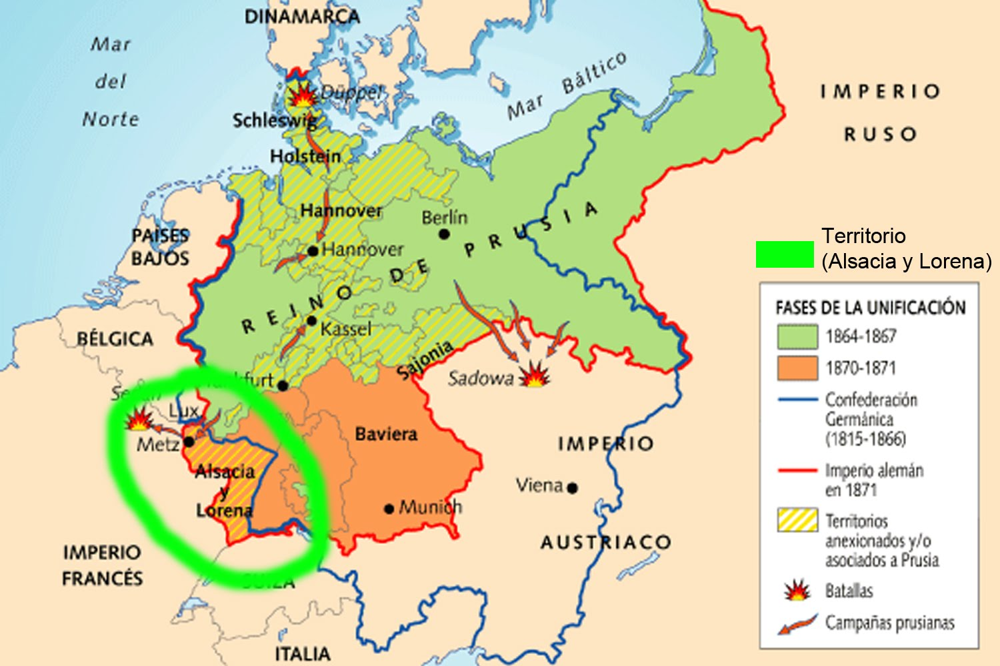 DINAMARCA
Mar
del
Norte
Düppel
Mar Báltico
IMPERIO
RUSO
Schleswig
Holstein
Hannover
Berlín
PAISES
BAJOS
Hannover
REINO DE PRUSIA
Kassel
BÉLGICA
Sajonia
Sadowa
Lux.
Metz
Baviera
IMPERIO
Alsacia
y
Lorena
Viena
Munich
AUSTRIACO
IMPERIO
FRANCÉS
SUIZA
ITALIA
Territorio
(Alsacia y Lorena)
FASES DE LA UNIFICACIÓN
1864-1867
1870-1871
Confederación
Germánica
(1815-1866)
Imperio alemán
en 1871
Territorios
anexionados y/o
asociados a Prusia
Batallas
Campañas prusianas